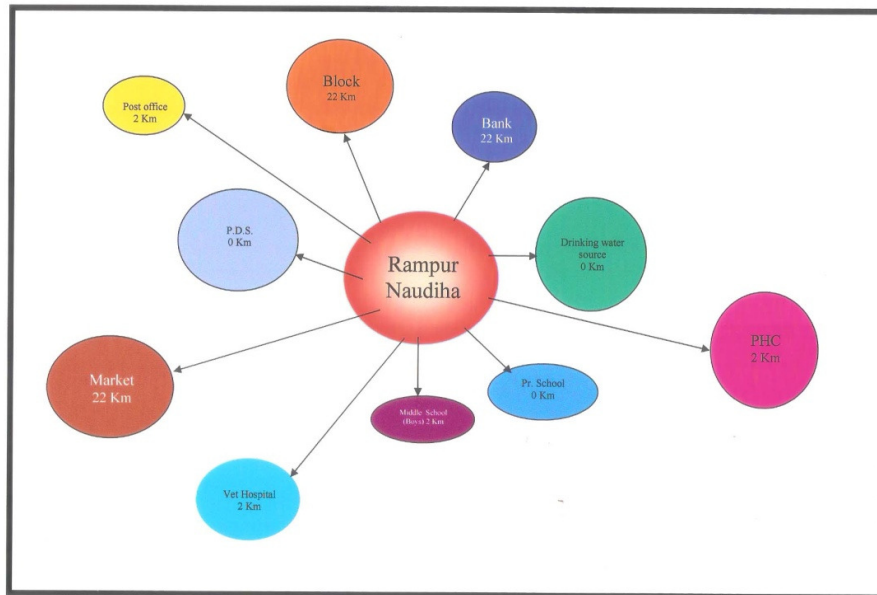 Post office
2 Km
Block
22 Km
Bank
22 Km
P.D.S.
0 Km
Rampur
Naudiha
Drinking water
source
0 Km
Market
22 Km
PHC
2 Km
Middle School
(Boys) 2 Km
Pr. School
0 Km
Vet Hospital
2 Km